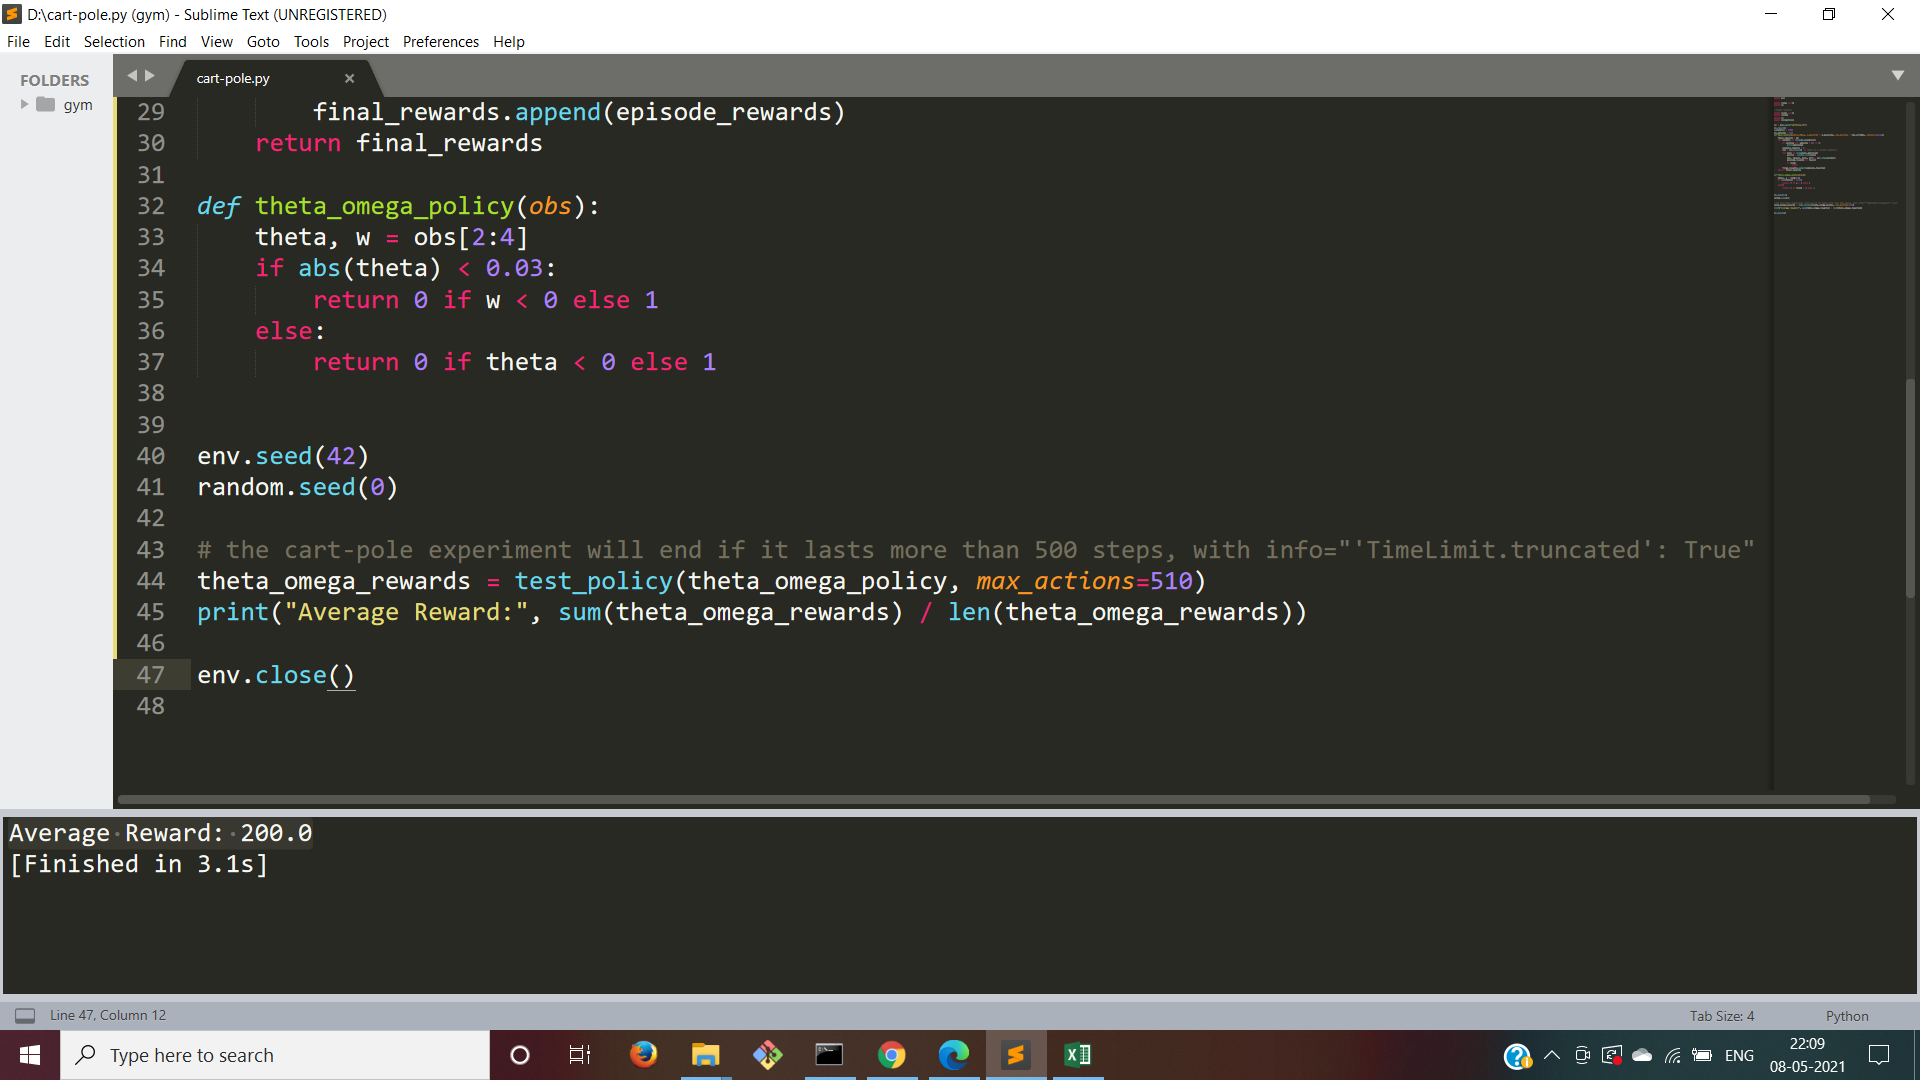 D:\cart-pole.py (gym) - Sublime Text (UNREGISTERED)
File Edit Selection Find View Goto Tools Project Preferences Help
FOLDERS
gym
cart-pole.py
29 final_rewards.append(episode_rewards)
30 return final_rewards
31
32 def theta_omega_policy(obs):
33 theta, w = obs[2:4]
34 if abs(theta) < 0.03:
35 return 0 if w < 0 else 1
36 else:
37 return 0 if theta < 0 else 1
38
39
40 env.seed(42)
41 random.seed(0)
42
43 # the cart-pole experiment will end if it lasts more than 500 steps, with info="'TimeLimit.truncated': True"
44 theta_omega_rewards = test_policy(theta_omega_policy, max_actions=510)
45 print("Average Reward:", sum(theta_omega_rewards) / len(theta_omega_rewards))
46
47 env.close()
48
Average Reward: 200.0
[Finished in 3.1s]
Line 47, Column 12
Tab Size: 4
Python
Type here to search
ENG
22:09
08-05-2021